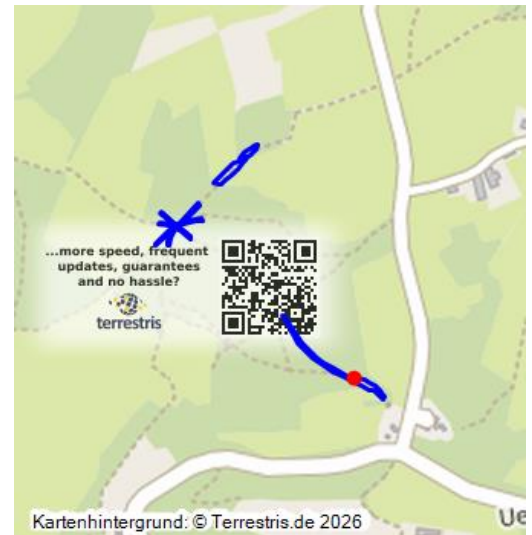 ...more speed, frequent
updates, guarantees
and no hassle?
terrestris
Kartenhintergrund: © Terrestris.de 2026
Ue